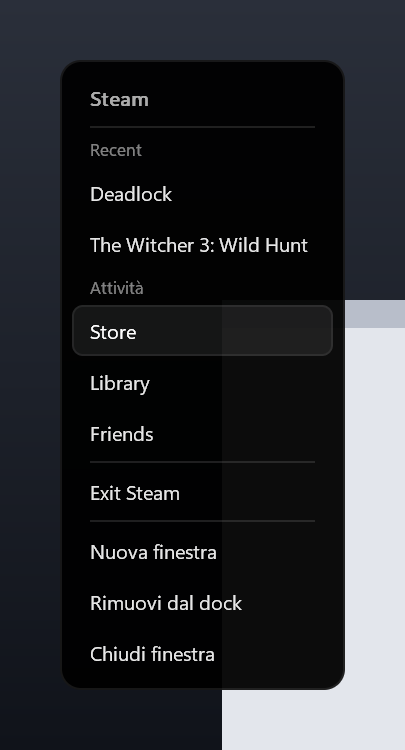 Steam
Recent
Deadlock
The Witcher 3: Wild Hunt
Attività
Store
Library
Friends
Exit Steam
Nuova finestra
Rimuovi dal dock
Chiudi finestra